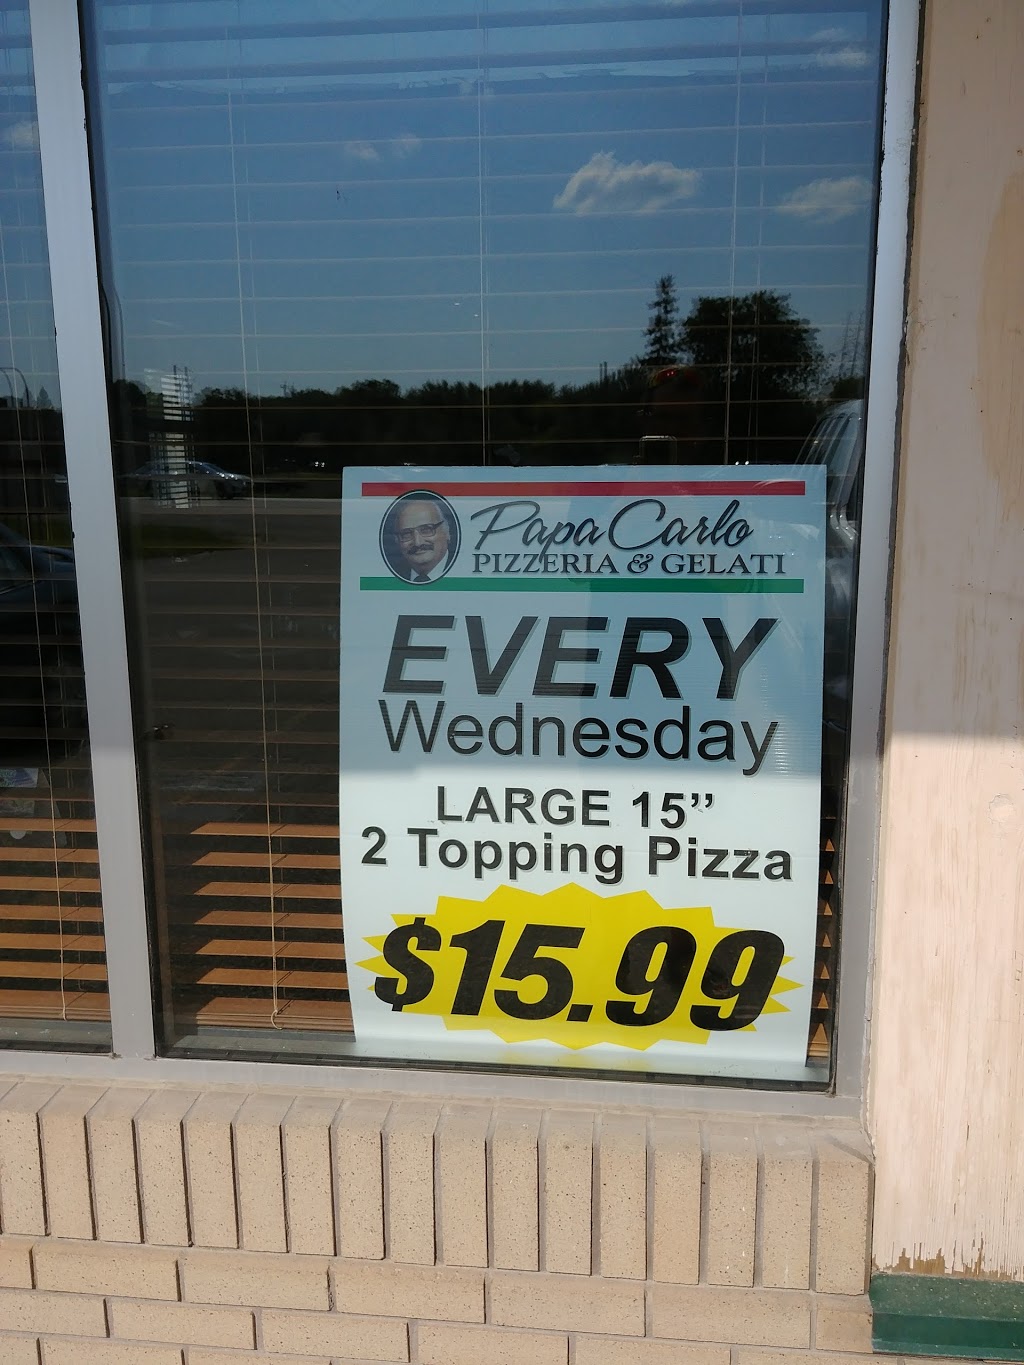 Papa Carlo
PIZZERIA & GELATI
EVERY
Wednesday
LARGE 15”
2 Topping Pizza
$15.99